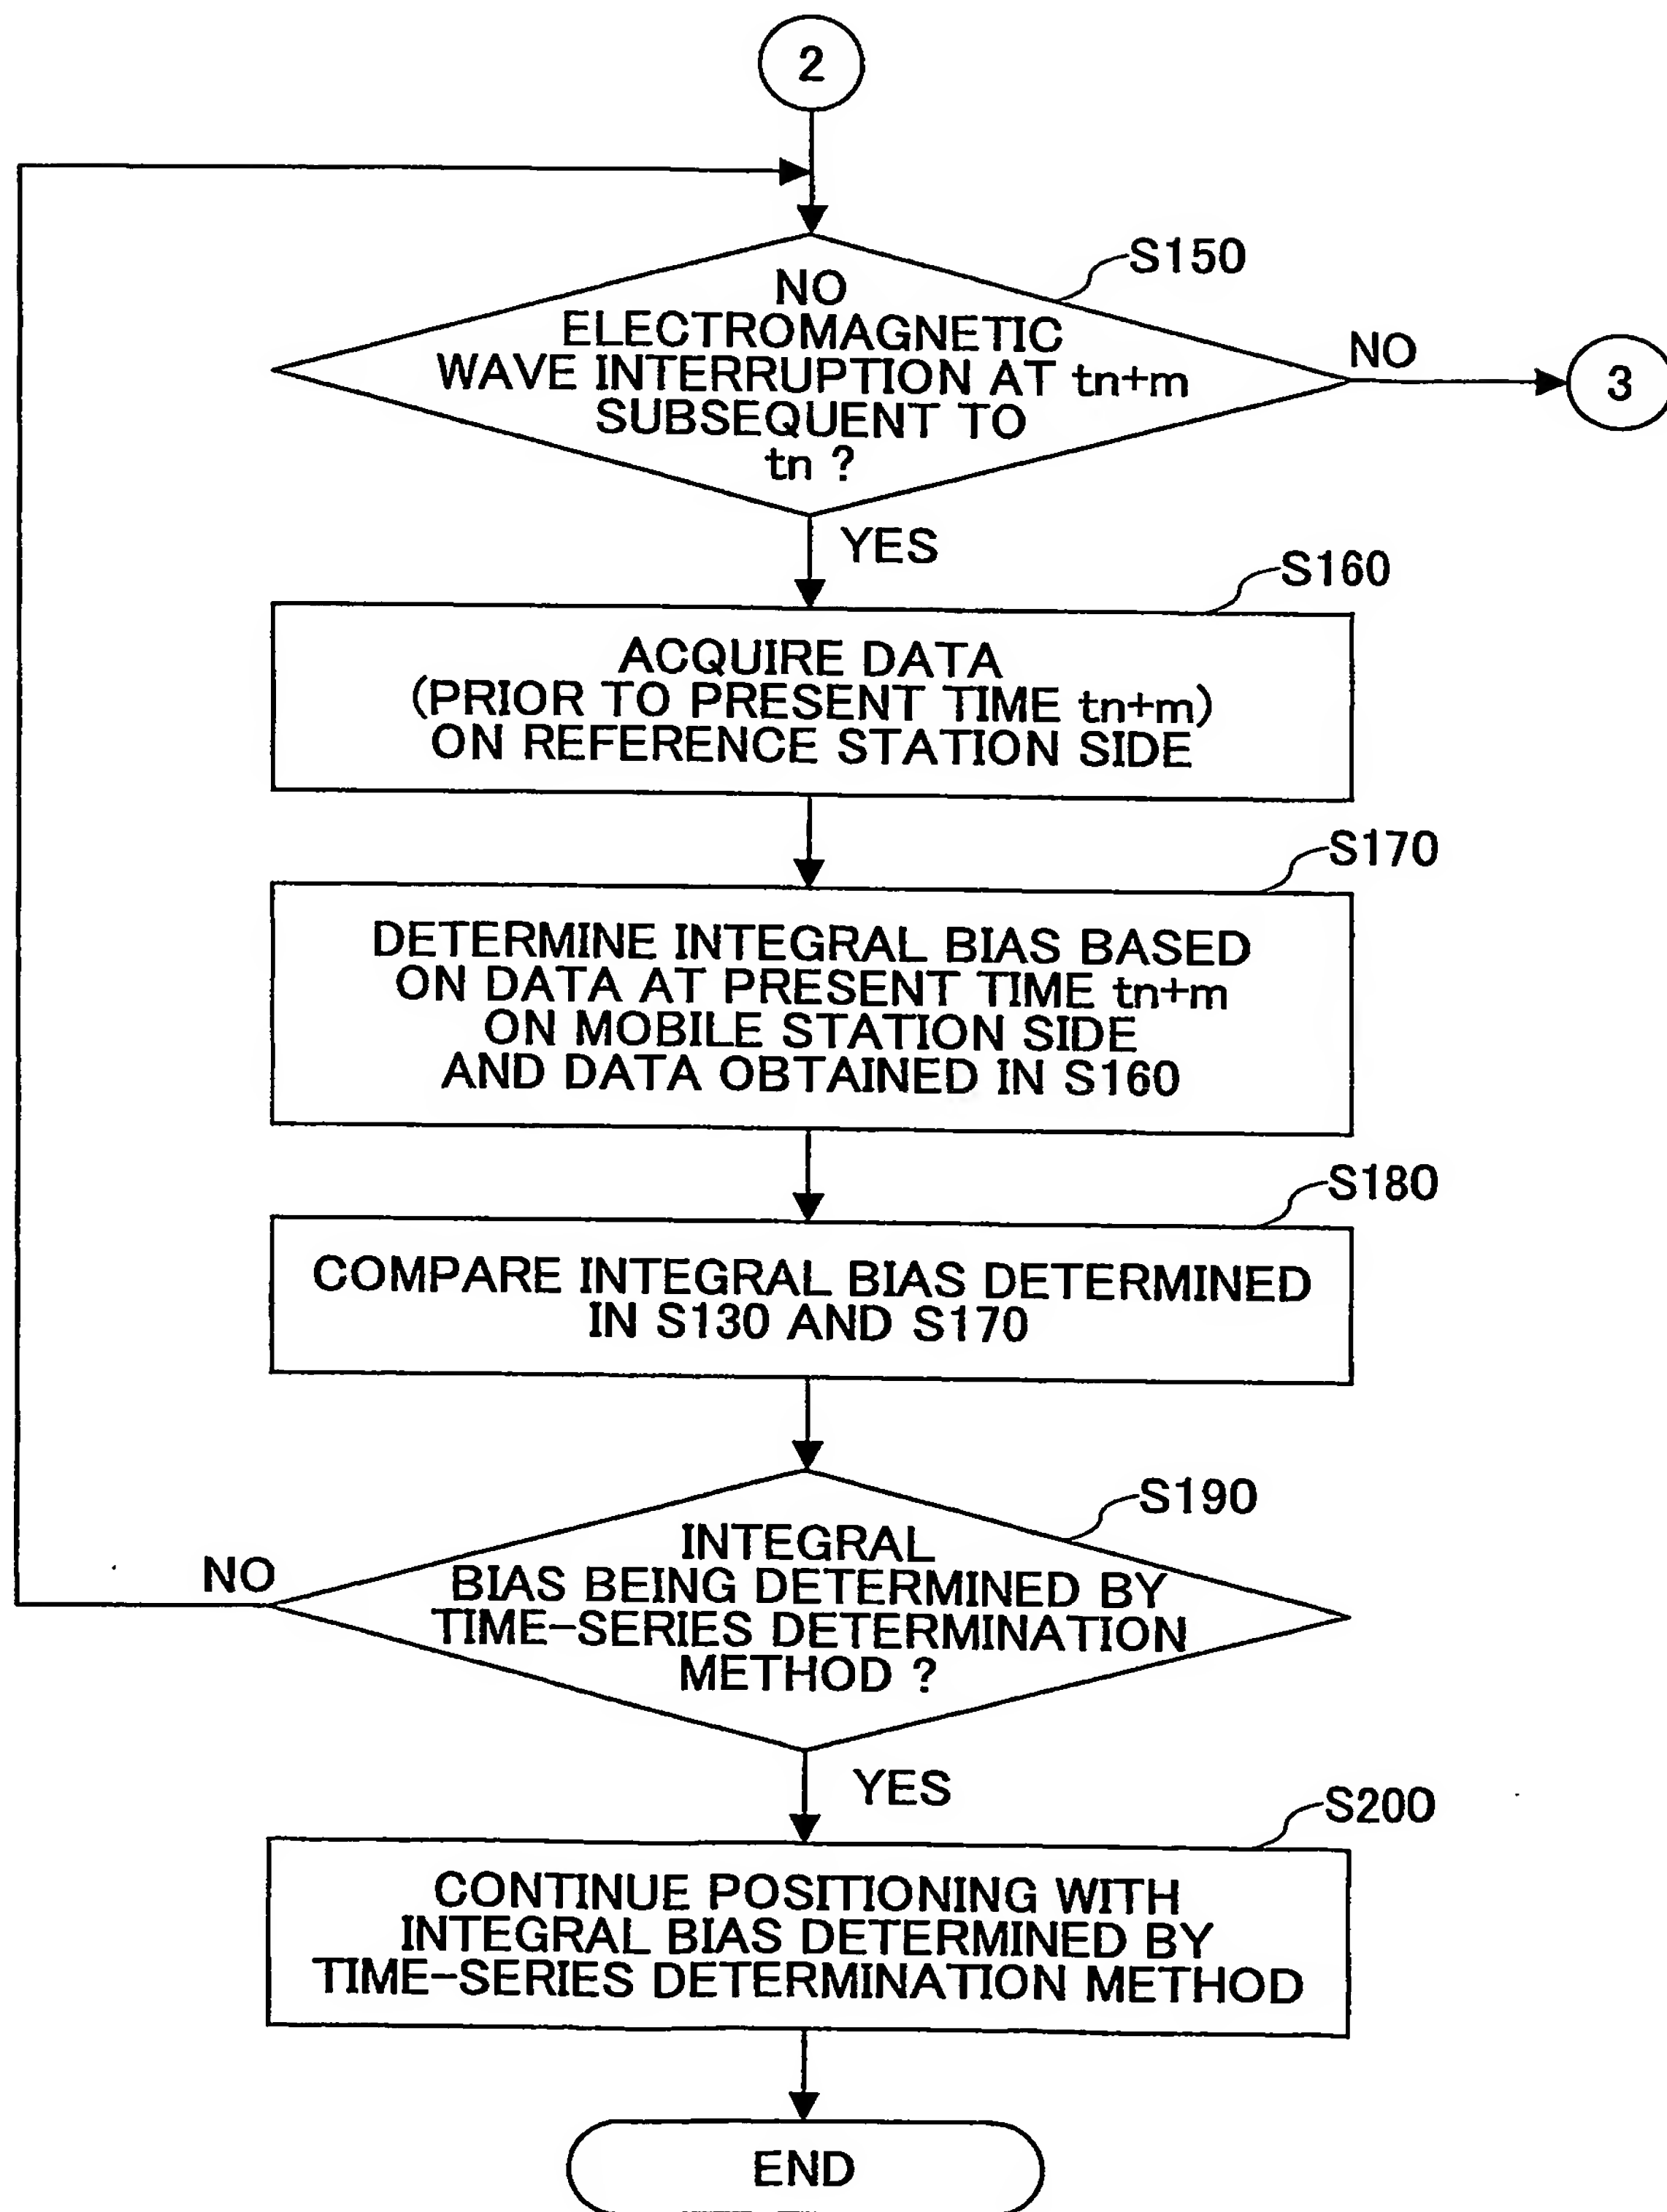 2
S150
NO
ELECTROMAGNETIC
WAVE INTERRUPTION AT tn+m
SUBSEQUENT TO
tn ?
NO
3
YES
S160
ACQUIRE DATA
(PRIOR TO PRESENT TIME tn+m)
ON REFERENCE STATION SIDE
S170
DETERMINE INTEGRAL BIAS BASED
ON DATA AT PRESENT TIME tn+m
ON MOBILE STATION SIDE
AND DATA OBTAINED IN S160
S180
COMPARE INTEGRAL BIAS DETERMINED
IN S130 AND S170
S190
INTEGRAL
BIAS BEING DETERMINED BY
TIME-SERIES DETERMINATION
METHOD ?
NO
YES
S200
CONTINUE POSITIONING WITH
INTEGRAL BIAS DETERMINED BY
TIME-SERIES DETERMINATION METHOD
END